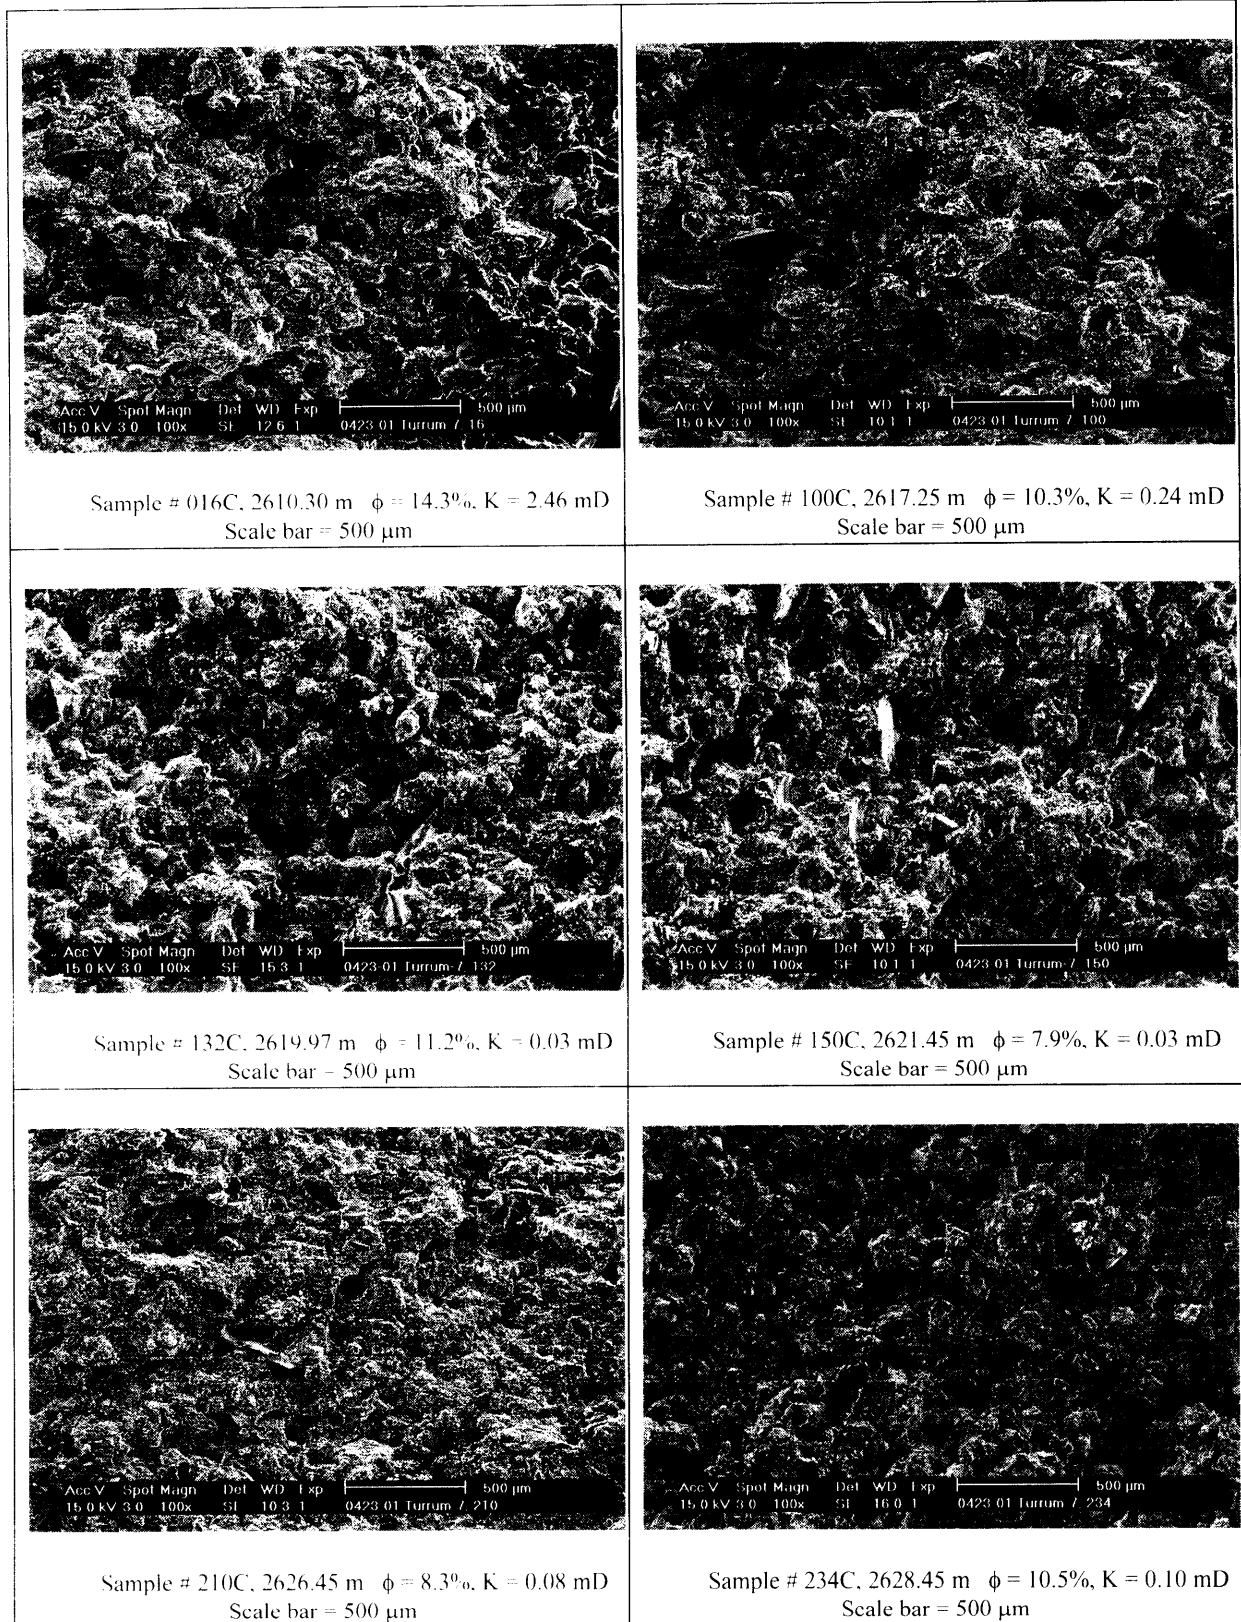 Acc V Spot Magn Det WD Exp 500 µm
15.0 kV 3.0 100x SE 12.6 1 0423-01 Turrum 7, 16
Sample # 016C, 2610.30 m ϕ = 14.3%, K = 2.46 mD
Scale bar = 500 µm
Acc V Spot Magn Det WD Exp 500 µm
15.0 kV 3.0 100x SE 10.1 1 0423-01 Turrum 7, 100
Sample # 100C, 2617.25 m ϕ = 10.3%, K = 0.24 mD
Scale bar = 500 µm
Acc V Spot Magn Det WD Exp 500 µm
15.0 kV 3.0 100x SE 15.3 1 0423-01 Turrum-7, 132
Sample # 132C, 2619.97 m ϕ = 11.2%, K = 0.03 mD
Scale bar = 500 µm
Acc V Spot Magn Det WD Exp 500 µm
15.0 kV 3.0 100x SE 10.1 1 0423-01 Turrum-7, 150
Sample # 150C, 2621.45 m ϕ = 7.9%, K = 0.03 mD
Scale bar = 500 µm
Acc V Spot Magn Det WD Exp 500 µm
15.0 kV 3.0 100x SE 10.3 1 0423-01 Turrum 7, 210
Sample # 210C, 2626.45 m ϕ = 8.3%, K = 0.08 mD
Scale bar = 500 µm
Acc V Spot Magn Det WD Exp 500 µm
15.0 kV 3.0 100x SE 16.0 1 0423-01 Turrum 7, 234
Sample # 234C, 2628.45 m ϕ = 10.5%, K = 0.10 mD
Scale bar = 500 µm